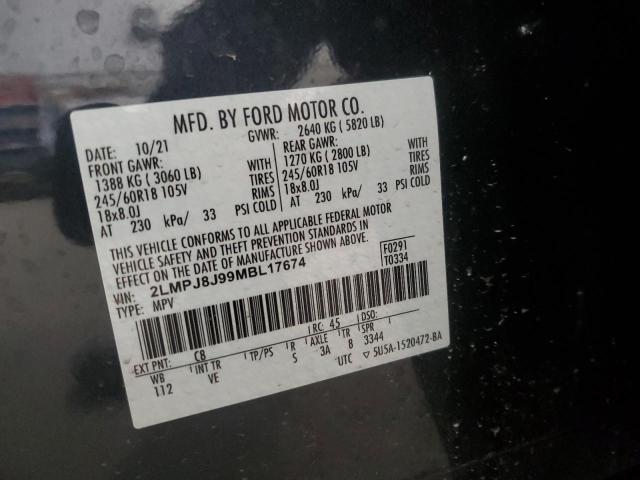 MFD. BY FORD MOTOR CO.
DATE: 10/21 GVWR: 2640 KG ( 5820 LB)
FRONT GAWR: REAR GAWR:
1388 KG ( 3060 LB) WITH 1270 KG ( 2800 LB) WITH
245/60R18 105V TIRES 245/60R18 105V TIRES
18x8.0J RIMS 18x8.0J RIMS
AT 230 kPa/ 33 PSI COLD AT 230 kPa/ 33 PSI COLD
THIS VEHICLE CONFORMS TO ALL APPLICABLE FEDERAL MOTOR
VEHICLE SAFETY AND THEFT PREVENTION STANDARDS IN
EFFECT ON THE DATE OF MANUFACTURE SHOWN ABOVE.
VIN: 2LMPJ8J99MBL17674 F0291
TYPE: MPV T0334
EXT PNT: C8 RC: 45 DSO:
WB INT TR TP/PS R AXLE TR SPR
112 VE S 3A 8 3344
UTC ▽ 5U5A-1520472-BA